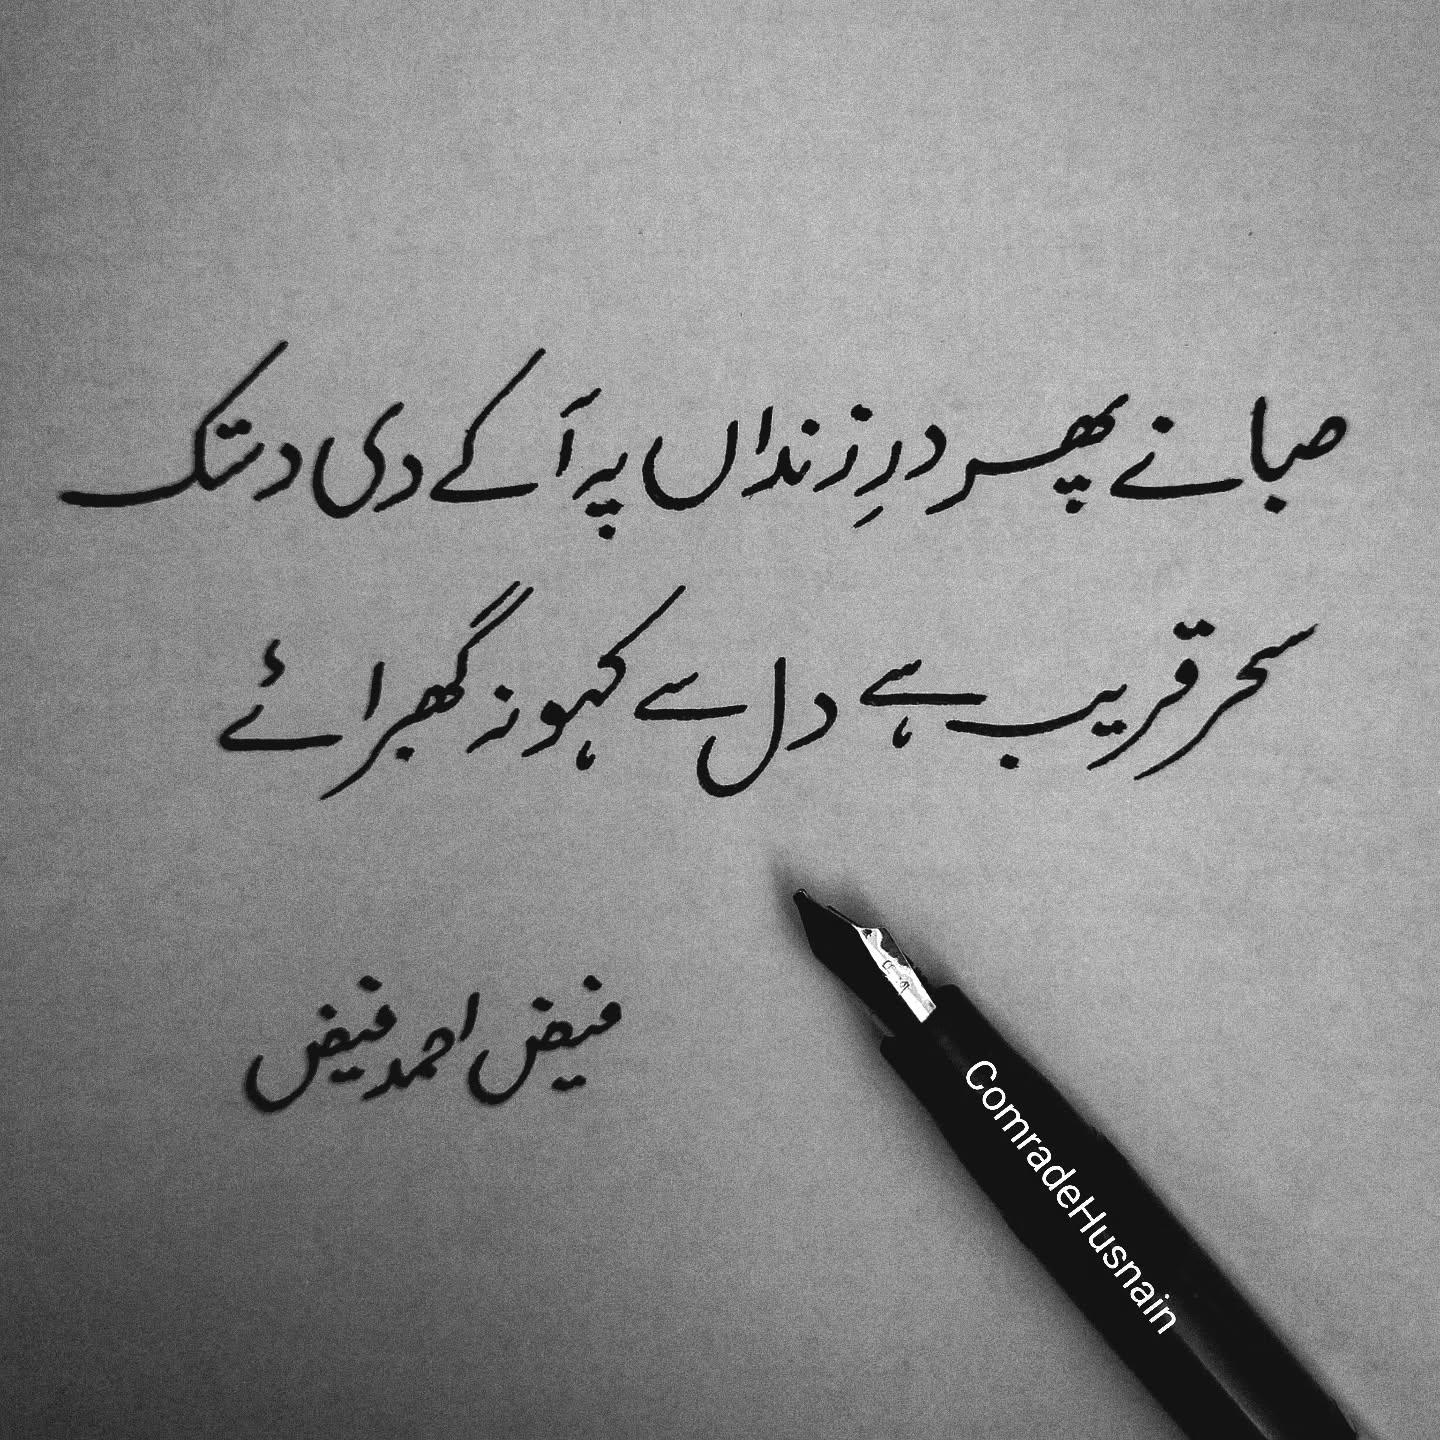 صبا نے پھر درِ زنداں پہ آ کے دی دستک
سحر قریب ہے دل سے کہو نہ گھبرائے
فیض احمد فیض
ComradeHusnain